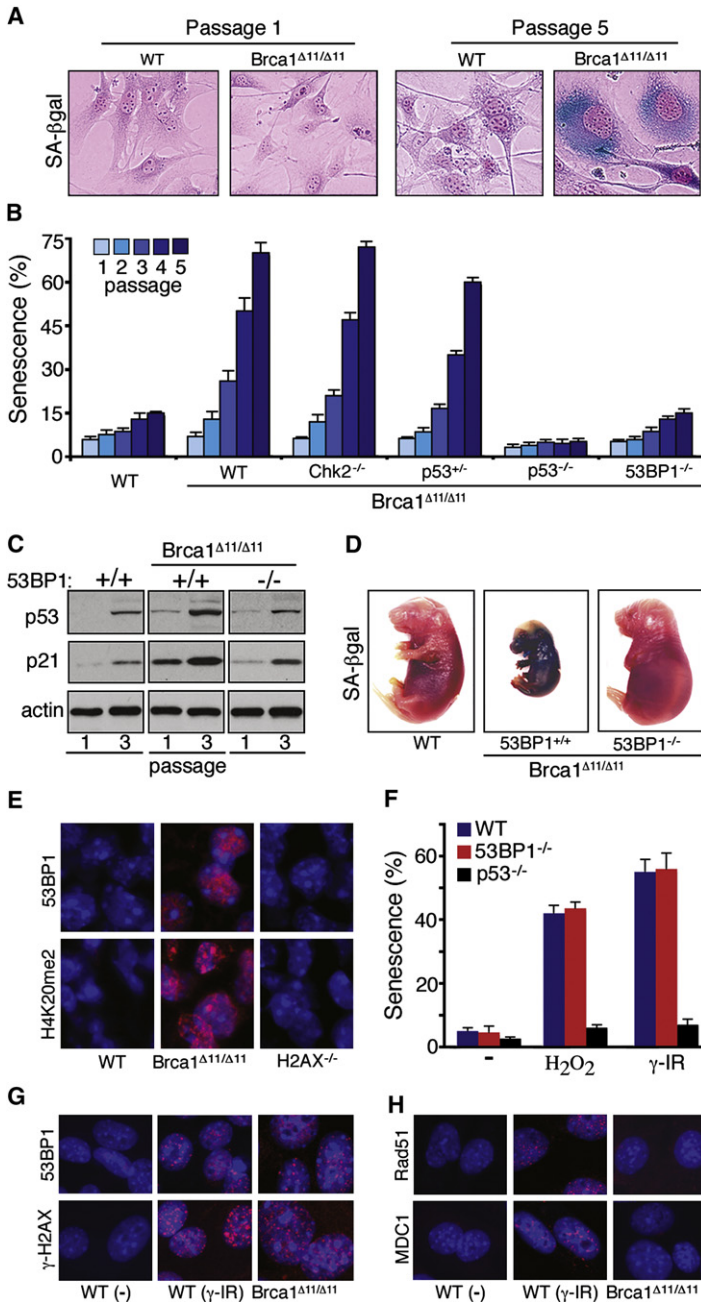 A
Passage 1
Passage 5
WT
Brca1Δ11/Δ11
WT
Brca1Δ11/Δ11
SA-βgal
B
Senescence (%)
75
45
30
15
0
1 2 3 4 5
passage
WT
WT
Chk2-/-
p53+/-
p53-/-
53BP1-/-
Brca1Δ11/Δ11
C
Brca1Δ11/Δ11
53BP1: +/+ +/+ -/-
p53
p21
actin
1 3 1 3 1 3
passage
D
SA-βgal
WT
53BP1+/+
53BP1-/-
Brca1Δ11/Δ11
E
53BP1
H4K20me2
WT
Brca1Δ11/Δ11
H2AX-/-
F
WT
53BP1-/-
p53-/-
Senescence (%)
60
40
20
0
-
H2O2
γ-IR
G
53BP1
γ-H2AX
WT (-)
WT (γ-IR)
Brca1Δ11/Δ11
H
Rad51
MDC1
WT (-)
WT (γ-IR)
Brca1Δ11/Δ11